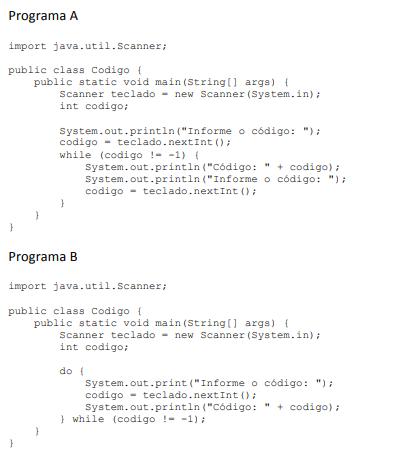 Programa A
import java.util.Scanner;
public class Codigo {
    public static void main(String[] args) {
        Scanner teclado = new Scanner(System.in);
        int codigo;
        System.out.println("Informe o código: ");
        codigo = teclado.nextInt();
        while (codigo != -1) {
            System.out.println("Código: " + codigo);
            System.out.println("Informe o código: ");
            codigo = teclado.nextInt();
        }
    }
}
Programa B
import java.util.Scanner;
public class Codigo {
    public static void main(String[] args) {
        Scanner teclado = new Scanner(System.in);
        int codigo;
        do {
            System.out.print("Informe o código: ");
            codigo = teclado.nextInt();
            System.out.println("Código: " + codigo);
        } while (codigo != -1);
    }
}